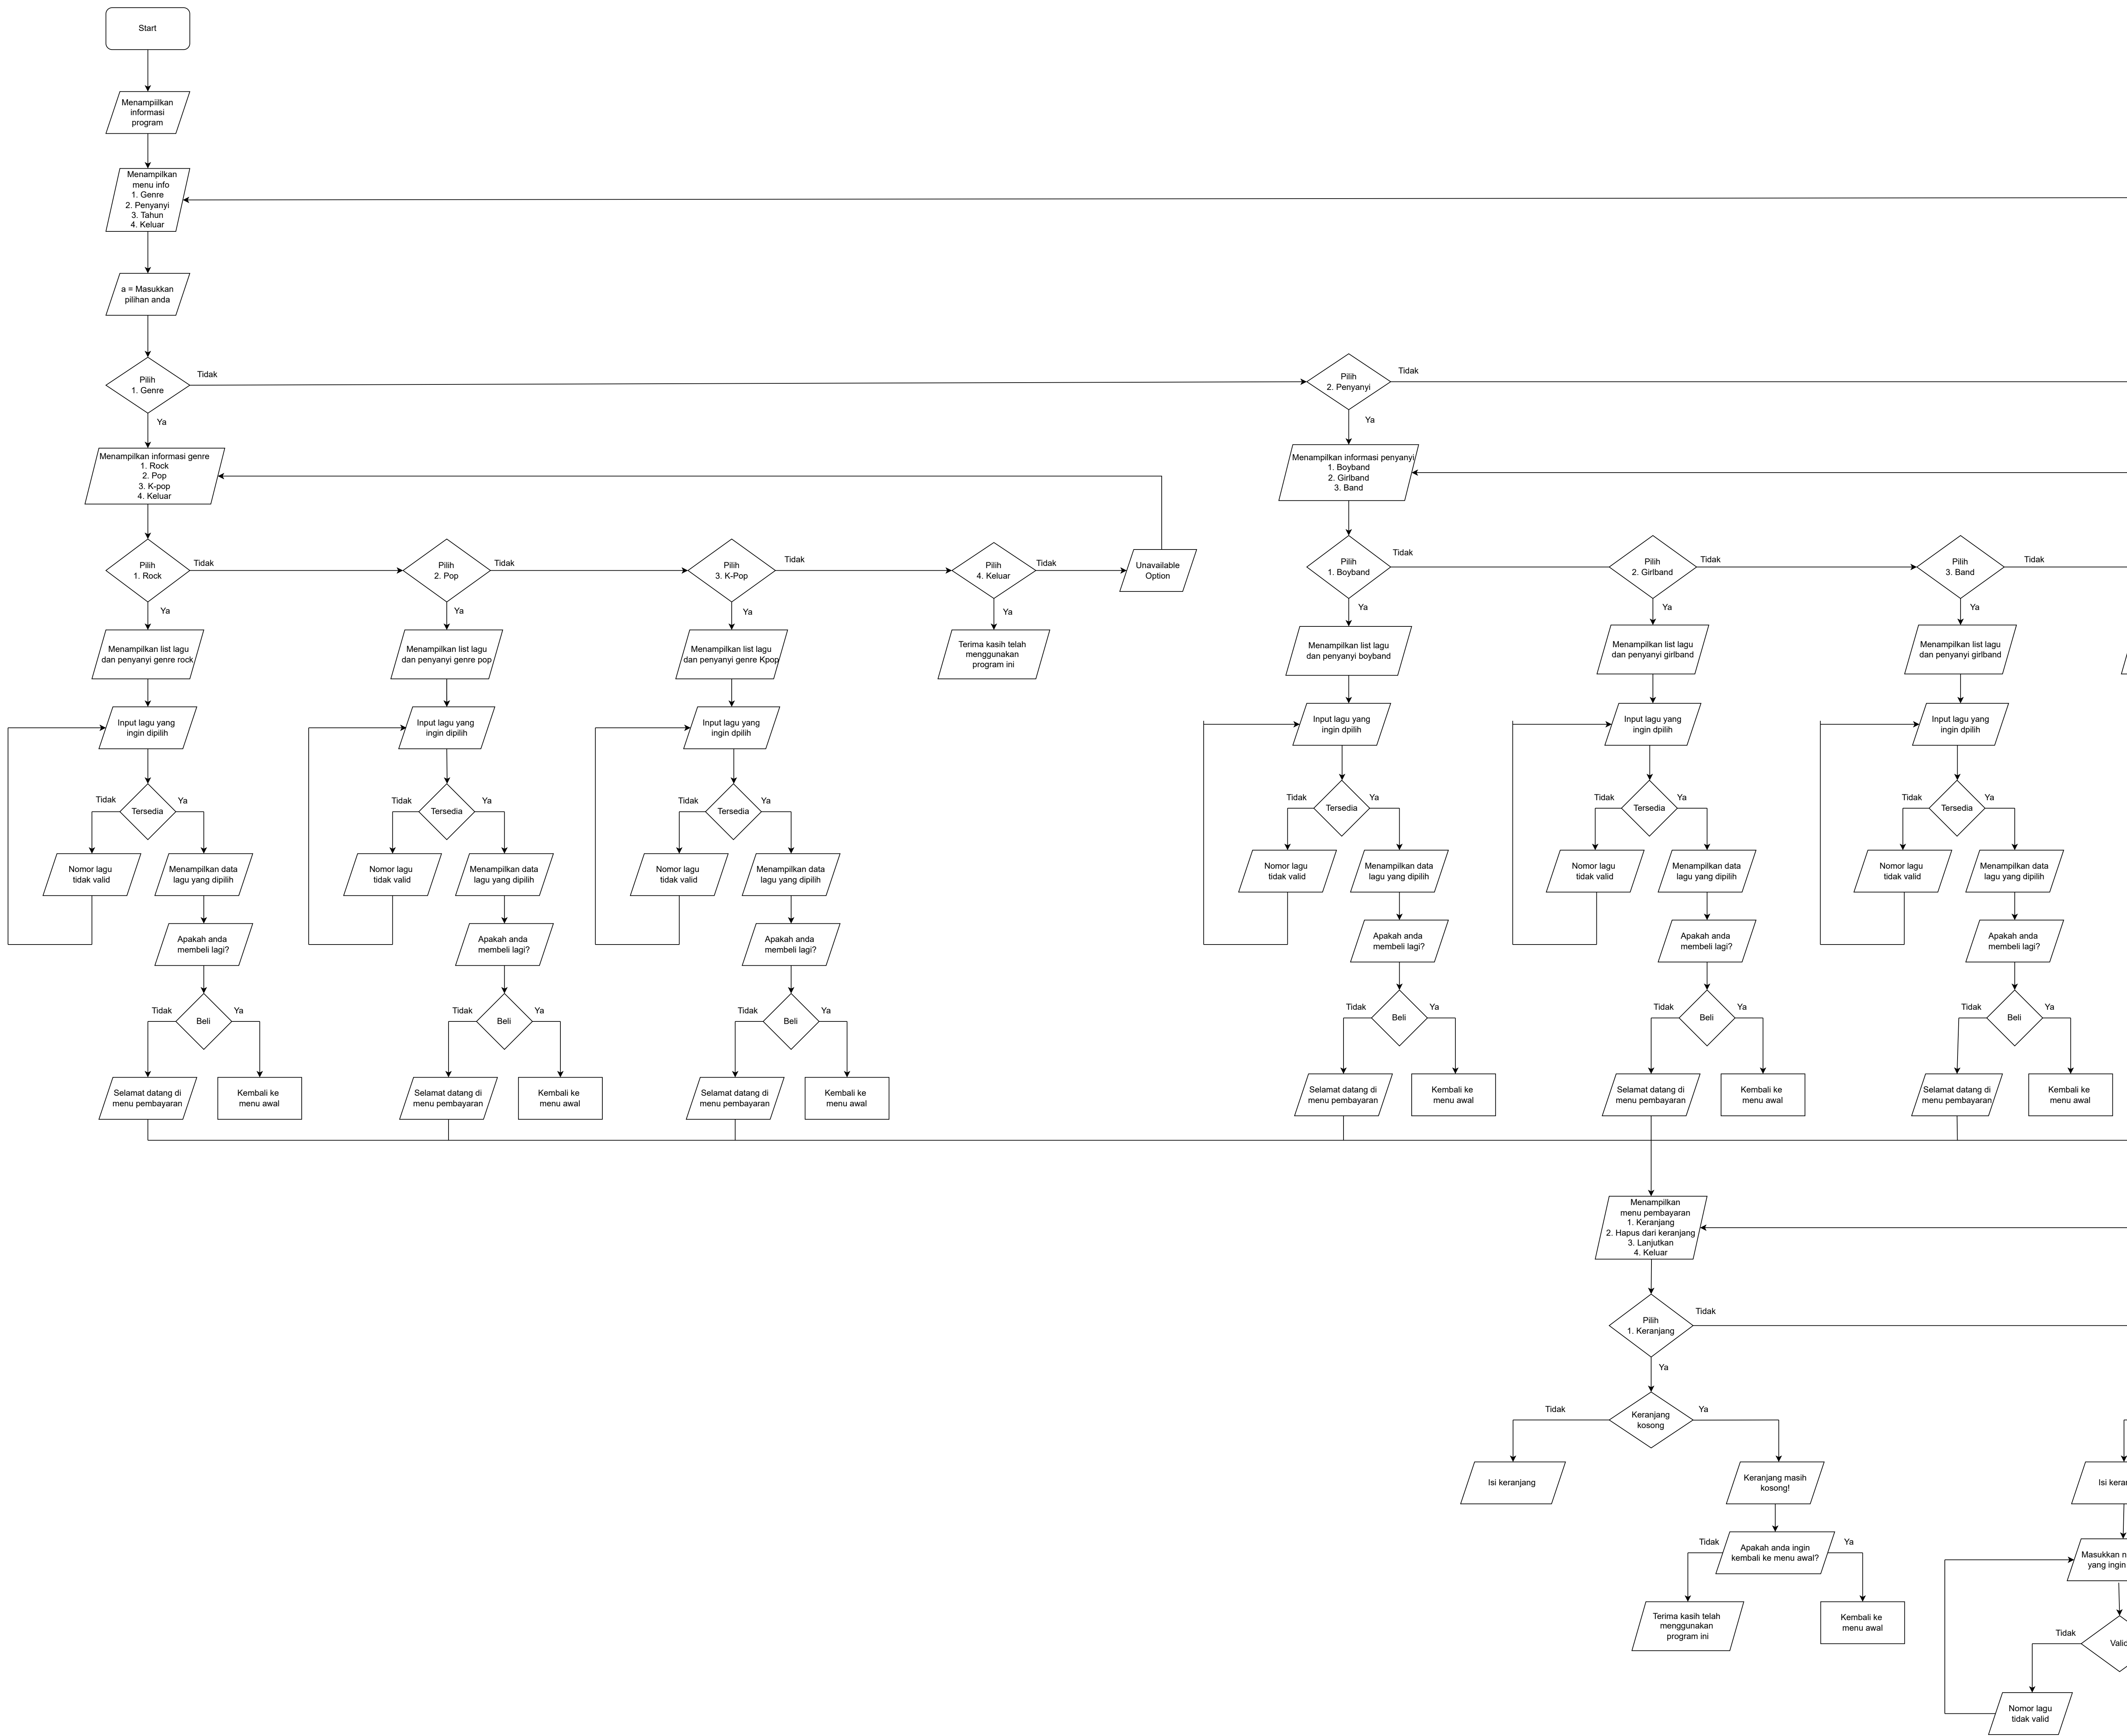 Start
Menampiilkan
informasi
program
Menampilkan
menu info
1. Genre
2. Penyanyi
3. Tahun
4. Keluar
a = Masukkan
pilihan anda
Pilih
1. Genre
Tidak
Ya
Pilih
2. Penyanyi
Tidak
Ya
Menampilkan informasi genre
1. Rock
2. Pop
3. K-pop
4. Keluar
Menampilkan informasi penyanyi
1. Boyband
2. Girlband
3. Band
Pilih
1. Rock
Tidak
Ya
Pilih
2. Pop
Tidak
Ya
Pilih
3. K-Pop
Tidak
Ya
Pilih
4. Keluar
Tidak
Ya
Unavailable
Option
Pilih
1. Boyband
Tidak
Ya
Pilih
2. Girlband
Tidak
Ya
Pilih
3. Band
Tidak
Ya
Menampilkan list lagu
dan penyanyi genre rock
Menampilkan list lagu
dan penyanyi genre pop
Menampilkan list lagu
dan penyanyi genre Kpop
Terima kasih telah
menggunakan
program ini
Menampilkan list lagu
dan penyanyi boyband
Menampilkan list lagu
dan penyanyi girlband
Menampilkan list lagu
dan penyanyi girlband
Input lagu yang
ingin dipilih
Input lagu yang
ingin dipilih
Input lagu yang
ingin dpilih
Input lagu yang
ingin dpilih
Input lagu yang
ingin dpilih
Input lagu yang
ingin dpilih
Tidak
Tersedia
Ya
Tidak
Tersedia
Ya
Tidak
Tersedia
Ya
Tidak
Tersedia
Ya
Tidak
Tersedia
Ya
Tidak
Tersedia
Ya
Nomor lagu
tidak valid
Menampilkan data
lagu yang dipilih
Nomor lagu
tidak valid
Menampilkan data
lagu yang dipilih
Nomor lagu
tidak valid
Menampilkan data
lagu yang dipilih
Nomor lagu
tidak valid
Menampilkan data
lagu yang dipilih
Nomor lagu
tidak valid
Menampilkan data
lagu yang dipilih
Nomor lagu
tidak valid
Menampilkan data
lagu yang dipilih
Apakah anda
membeli lagi?
Apakah anda
membeli lagi?
Apakah anda
membeli lagi?
Apakah anda
membeli lagi?
Apakah anda
membeli lagi?
Apakah anda
membeli lagi?
Tidak
Beli
Ya
Tidak
Beli
Ya
Tidak
Beli
Ya
Tidak
Beli
Ya
Tidak
Beli
Ya
Tidak
Beli
Ya
Selamat datang di
menu pembayaran
Kembali ke
menu awal
Selamat datang di
menu pembayaran
Kembali ke
menu awal
Selamat datang di
menu pembayaran
Kembali ke
menu awal
Selamat datang di
menu pembayaran
Kembali ke
menu awal
Selamat datang di
menu pembayaran
Kembali ke
menu awal
Selamat datang di
menu pembayaran
Kembali ke
menu awal
Menampilkan
menu pembayaran
1. Keranjang
2. Hapus dari keranjang
3. Lanjutkan
4. Keluar
Pilih
1. Keranjang
Tidak
Ya
Tidak
Keranjang
kosong
Ya
Isi keranjang
Keranjang masih
kosong!
Isi
Tidak
Apakah anda ingin
kembali ke menu awal?
Ya
Masukkan
yang ingin
Terima kasih telah
menggunakan
program ini
Kembali ke
menu awal
Tidak
Nomor lagu
tidak valid